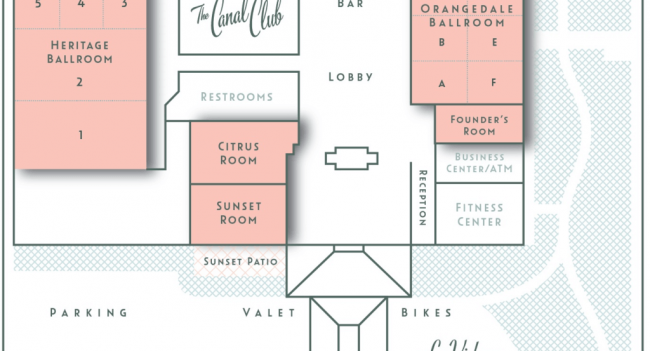 5 4 3
The Canal Club
BAR
ORANGEDALE
BALLROOM
HERITAGE
BALLROOM
2
B E
LOBBY
A F
RESTROOMS
1
FOUNDER'S
ROOM
CITRUS
ROOM
BUSINESS
CENTER/ATM
RECEPTION
SUNSET
ROOM
FITNESS
CENTER
SUNSET PATIO
PARKING VALET BIKES